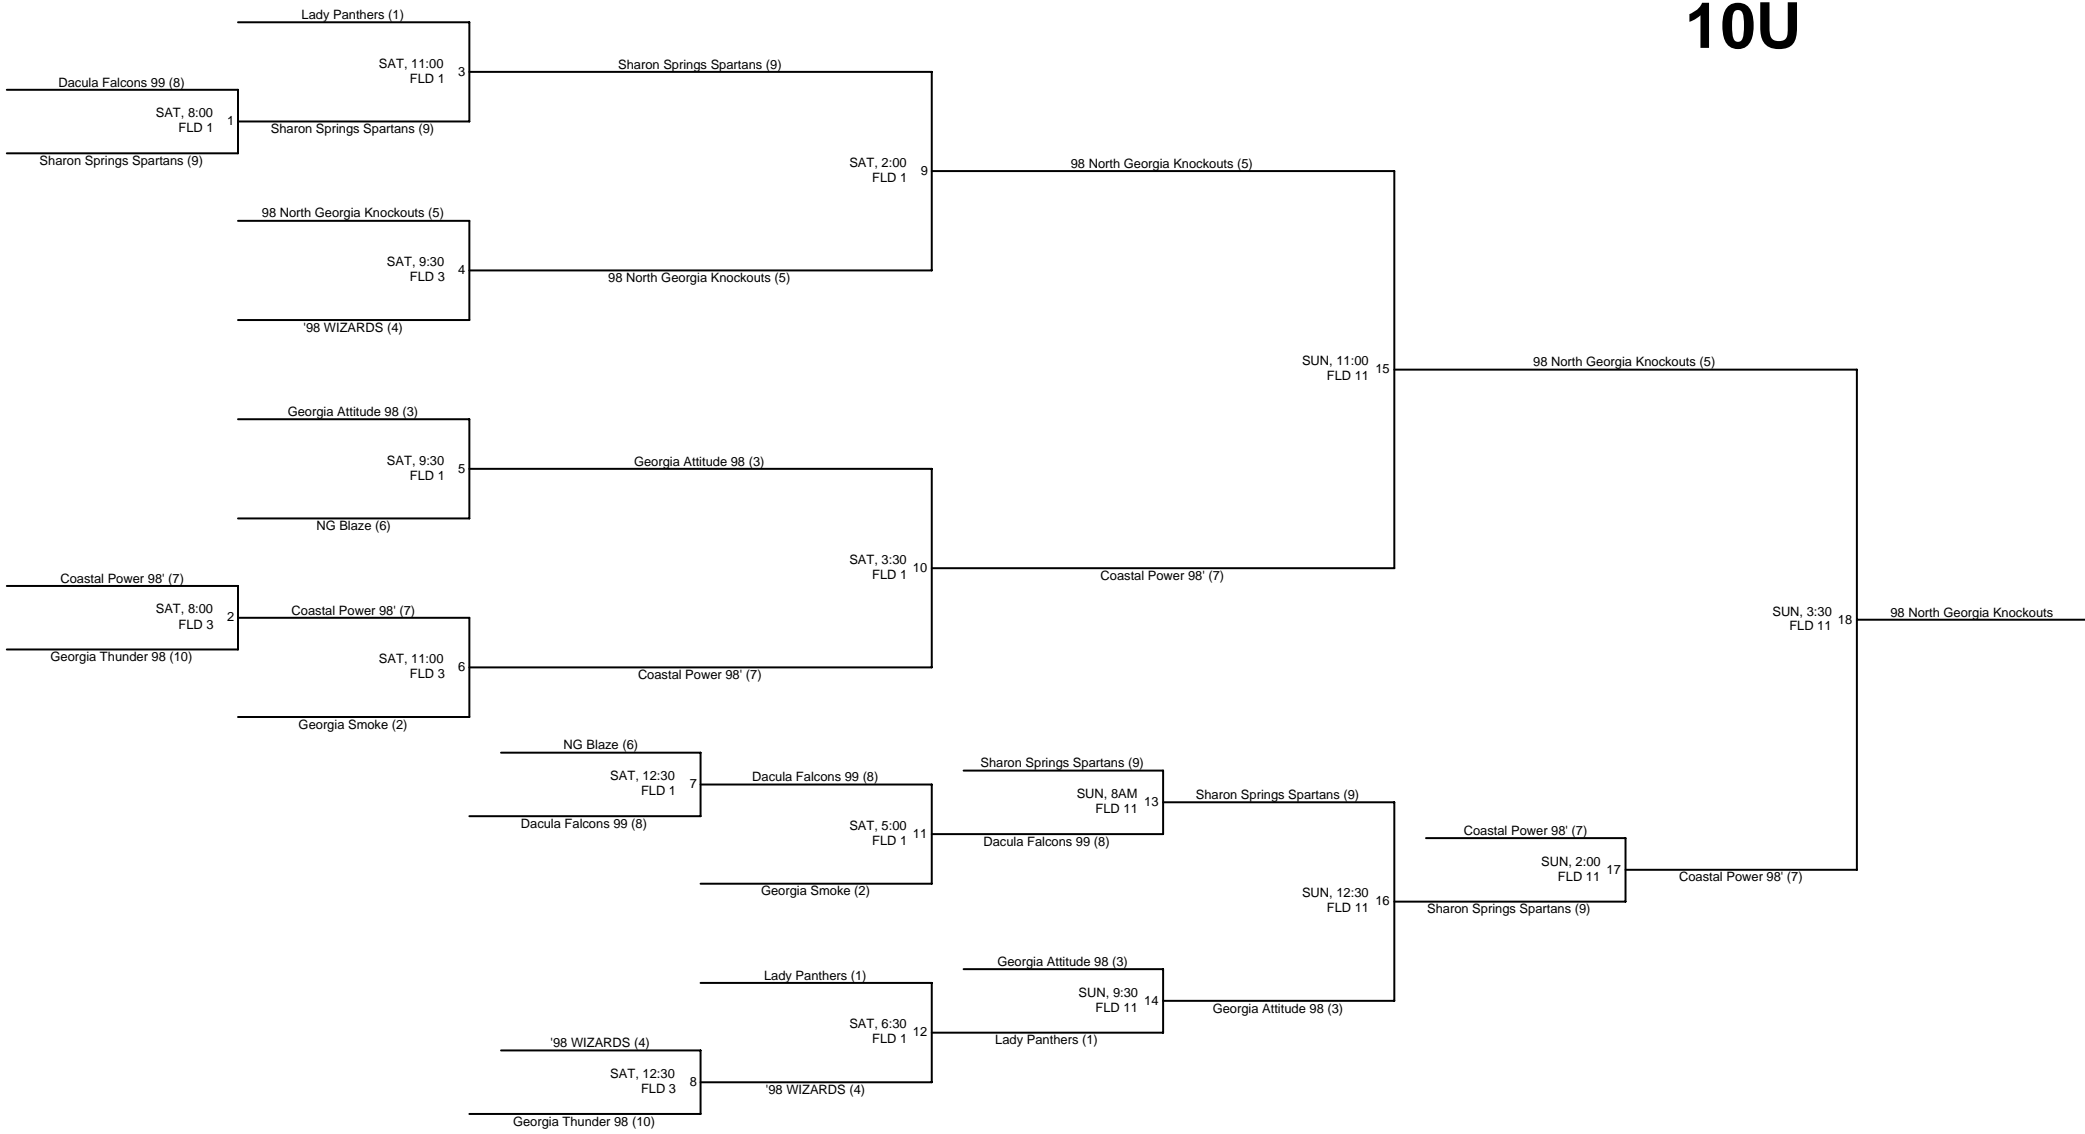 10U
Lady Panthers (1)
SAT, 11:00
FLD 1
3
Sharon Springs Spartans (9)
Dacula Falcons 99 (8)
SAT, 8:00
FLD 1
1
Sharon Springs Spartans (9)
Sharon Springs Spartans (9)
SAT, 2:00
FLD 1
9
98 North Georgia Knockouts (5)
98 North Georgia Knockouts (5)
SAT, 9:30
FLD 3
4
98 North Georgia Knockouts (5)
'98 WIZARDS (4)
SUN, 11:00
FLD 11
15
98 North Georgia Knockouts (5)
Georgia Attitude 98 (3)
SAT, 9:30
FLD 1
5
Georgia Attitude 98 (3)
NG Blaze (6)
SAT, 3:30
FLD 1
10
Coastal Power 98' (7)
Coastal Power 98' (7)
SAT, 8:00
FLD 3
2
Coastal Power 98' (7)
Georgia Thunder 98 (10)
SAT, 11:00
FLD 3
6
Coastal Power 98' (7)
Georgia Smoke (2)
SUN, 3:30
FLD 11
18
98 North Georgia Knockouts
NG Blaze (6)
SAT, 12:30
FLD 1
7
Dacula Falcons 99 (8)
Dacula Falcons 99 (8)
SAT, 5:00
FLD 1
11
Georgia Smoke (2)
Sharon Springs Spartans (9)
SUN, 8AM
FLD 11
13
Sharon Springs Spartans (9)
Dacula Falcons 99 (8)
Coastal Power 98' (7)
SUN, 2:00
FLD 11
17
Coastal Power 98' (7)
SUN, 12:30
FLD 11
16
Sharon Springs Spartans (9)
Lady Panthers (1)
Georgia Attitude 98 (3)
SUN, 9:30
FLD 11
14
Georgia Attitude 98 (3)
SAT, 6:30
FLD 1
12
Lady Panthers (1)
'98 WIZARDS (4)
SAT, 12:30
FLD 3
8
'98 WIZARDS (4)
Georgia Thunder 98 (10)